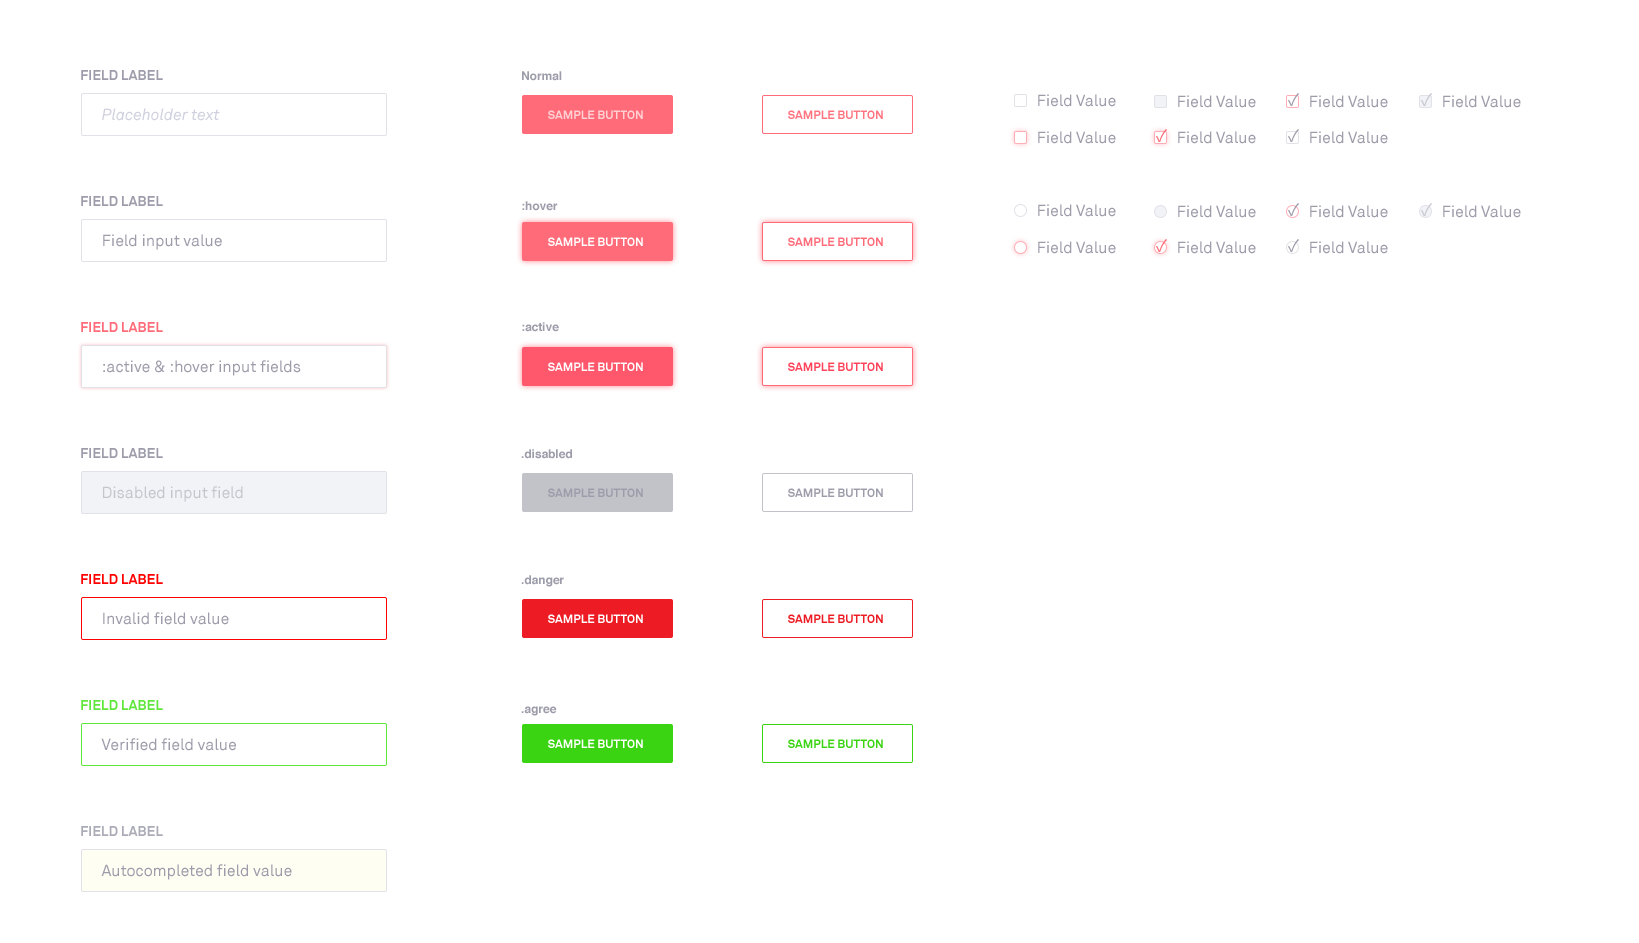 FIELD LABEL
Placeholder text
FIELD LABEL
Field input value
FIELD LABEL
:active & :hover input fields
FIELD LABEL
Disabled input field
FIELD LABEL
Invalid field value
FIELD LABEL
Verified field value
FIELD LABEL
Autocompleted field value
Normal
SAMPLE BUTTON SAMPLE BUTTON
:hover
SAMPLE BUTTON SAMPLE BUTTON
:active
SAMPLE BUTTON SAMPLE BUTTON
.disabled
SAMPLE BUTTON SAMPLE BUTTON
.danger
SAMPLE BUTTON SAMPLE BUTTON
.agree
SAMPLE BUTTON SAMPLE BUTTON
Field Value Field Value Field Value Field Value
Field Value Field Value Field Value
Field Value Field Value Field Value Field Value
Field Value Field Value Field Value